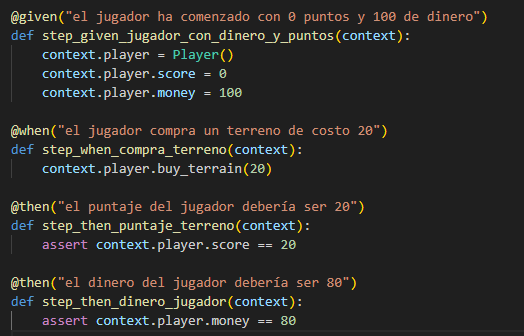 @given("el jugador ha comenzado con 0 puntos y 100 de dinero")
def step_given_jugador_con_dinero_y_puntos(context):
    context.player = Player()
    context.player.score = 0
    context.player.money = 100

@when("el jugador compra un terreno de costo 20")
def step_when_compra_terreno(context):
    context.player.buy_terrain(20)

@then("el puntaje del jugador debería ser 20")
def step_then_puntaje_terreno(context):
    assert context.player.score == 20

@then("el dinero del jugador debería ser 80")
def step_then_dinero_jugador(context):
    assert context.player.money == 80